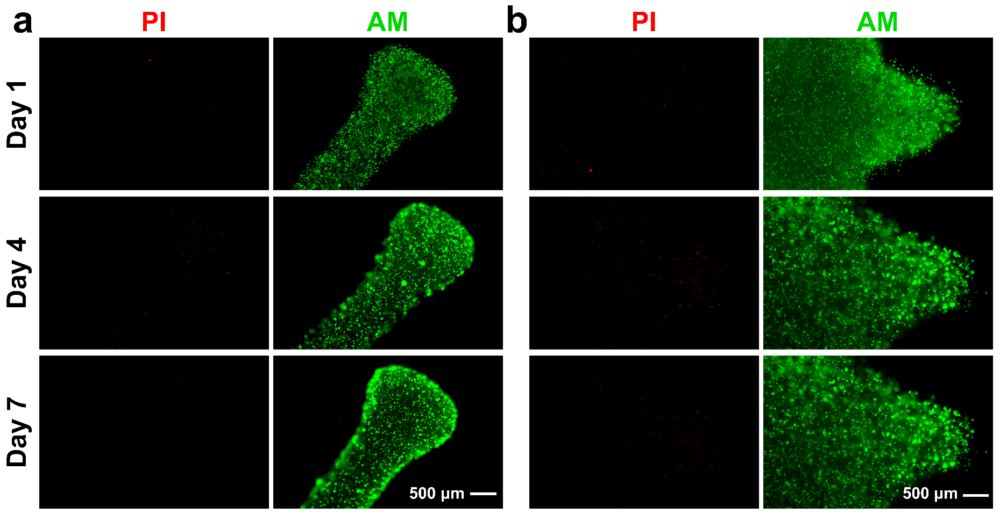 a PI AM b PI AM
Day 1
Day 4
Day 7
500 µm 500 µm